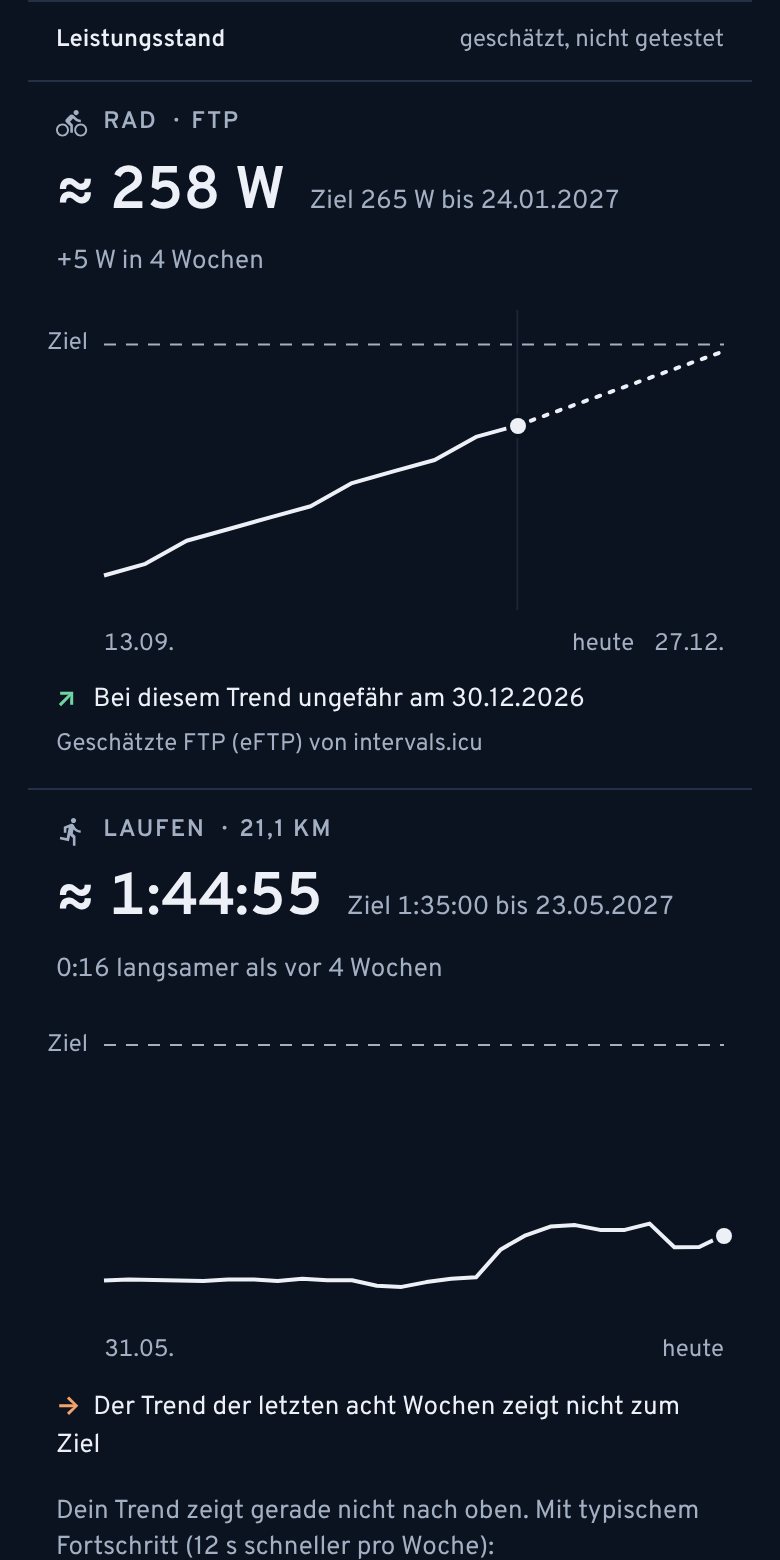 Leistungsstand geschätzt, nicht getestet
RAD · FTP
≈ 258 W Ziel 265 W bis 24.01.2027
+5 W in 4 Wochen
Ziel
13.09. heute 27.12.
Bei diesem Trend ungefähr am 30.12.2026
Geschätzte FTP (eFTP) von intervals.icu
LAUFEN · 21,1 KM
≈ 1:44:55 Ziel 1:35:00 bis 23.05.2027
0:16 langsamer als vor 4 Wochen
Ziel
31.05. heute
→ Der Trend der letzten acht Wochen zeigt nicht zum
Ziel
Dein Trend zeigt gerade nicht nach oben. Mit typischem
Fortschritt (12 s schneller pro Woche):